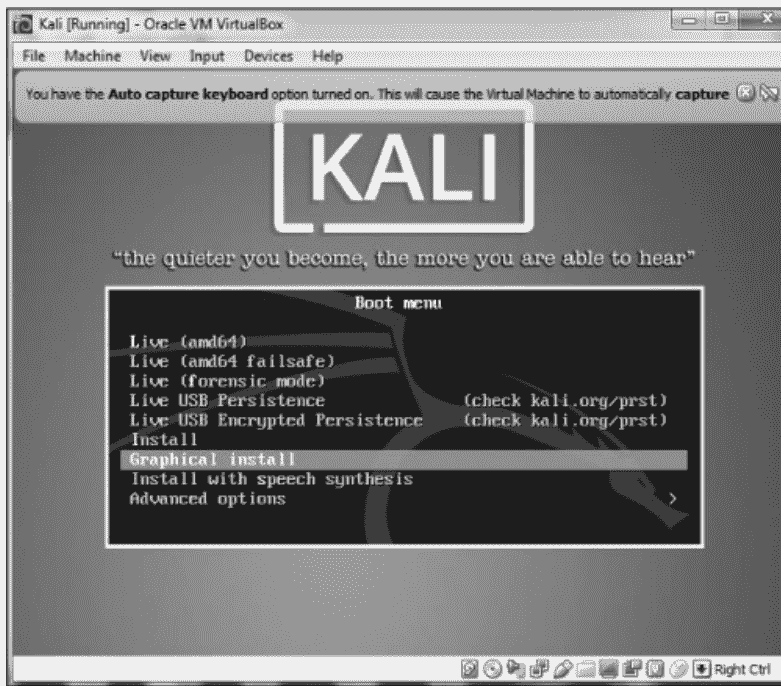 Kali [Running] - Oracle VM VirtualBox
File Machine View Input Devices Help
You have the Auto capture keyboard option turned on. This will cause the Virtual Machine to automatically capture
KALI
“the quieter you become, the more you are able to hear”
Boot menu
Live (amd64)
Live (amd64 failsafe)
Live (forensic mode)
Live USB Persistence (check kali.org/prst)
Live USB Encrypted Persistence (check kali.org/prst)
Install
Graphical install
Install with speech synthesis
Advanced options >
Right Ctrl